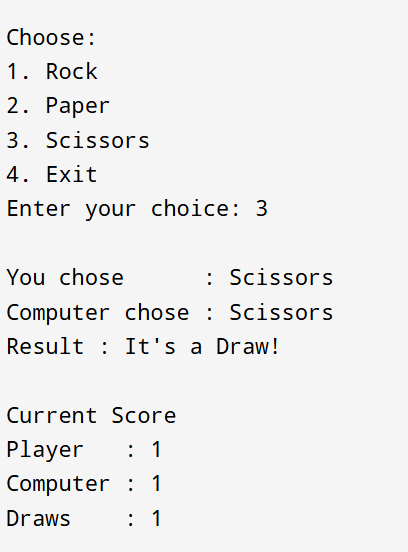 Choose:
1. Rock
2. Paper
3. Scissors
4. Exit
Enter your choice: 3

You chose      : Scissors
Computer chose : Scissors
Result : It's a Draw!

Current Score
Player   : 1
Computer : 1
Draws    : 1